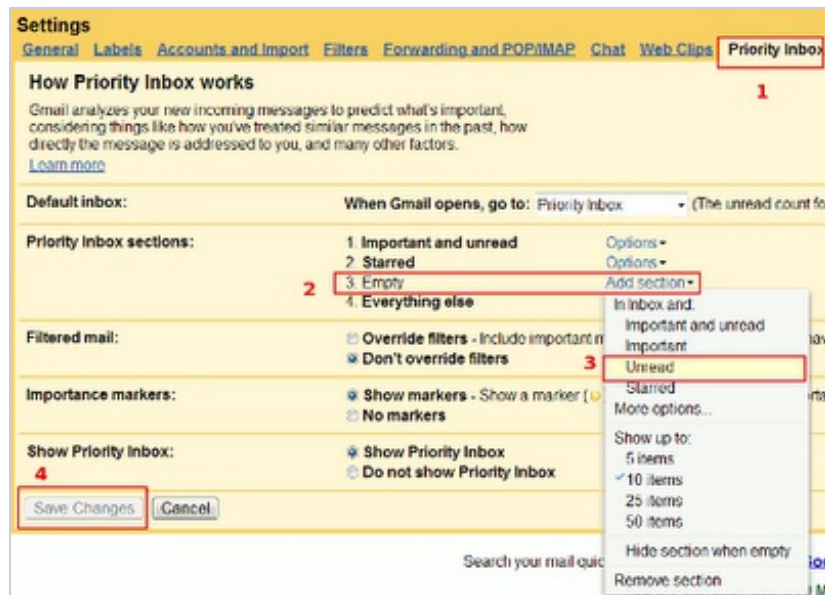 Settings
General Labels Accounts and Import Filters Forwarding and POP/IMAP Chat Web Clips Priority Inbox
1
How Priority Inbox works
Gmail analyzes your new incoming messages to predict what's important,
considering things like how you've treated similar messages in the past, how
directly the message is addressed to you, and many other factors.
Learn more
Default inbox: When Gmail opens, go to: Priority Inbox (The unread count fo
Priority Inbox sections: 1. Important and unread Options
2. Starred Options
2 3. Empty Add section
4. Everything else
In Inbox and:
Important and unread
Important
3 Unread
Starred
More options...
Show up to:
5 items
10 items
25 items
50 items
Hide section when empty
Remove section
Filtered mail: Override filters - Include important
Don't override filters
Importance markers: Show markers - Show a marker (
No markers
Show Priority Inbox: Show Priority Inbox
Do not show Priority Inbox
4
Save Changes Cancel
Search your mail quic